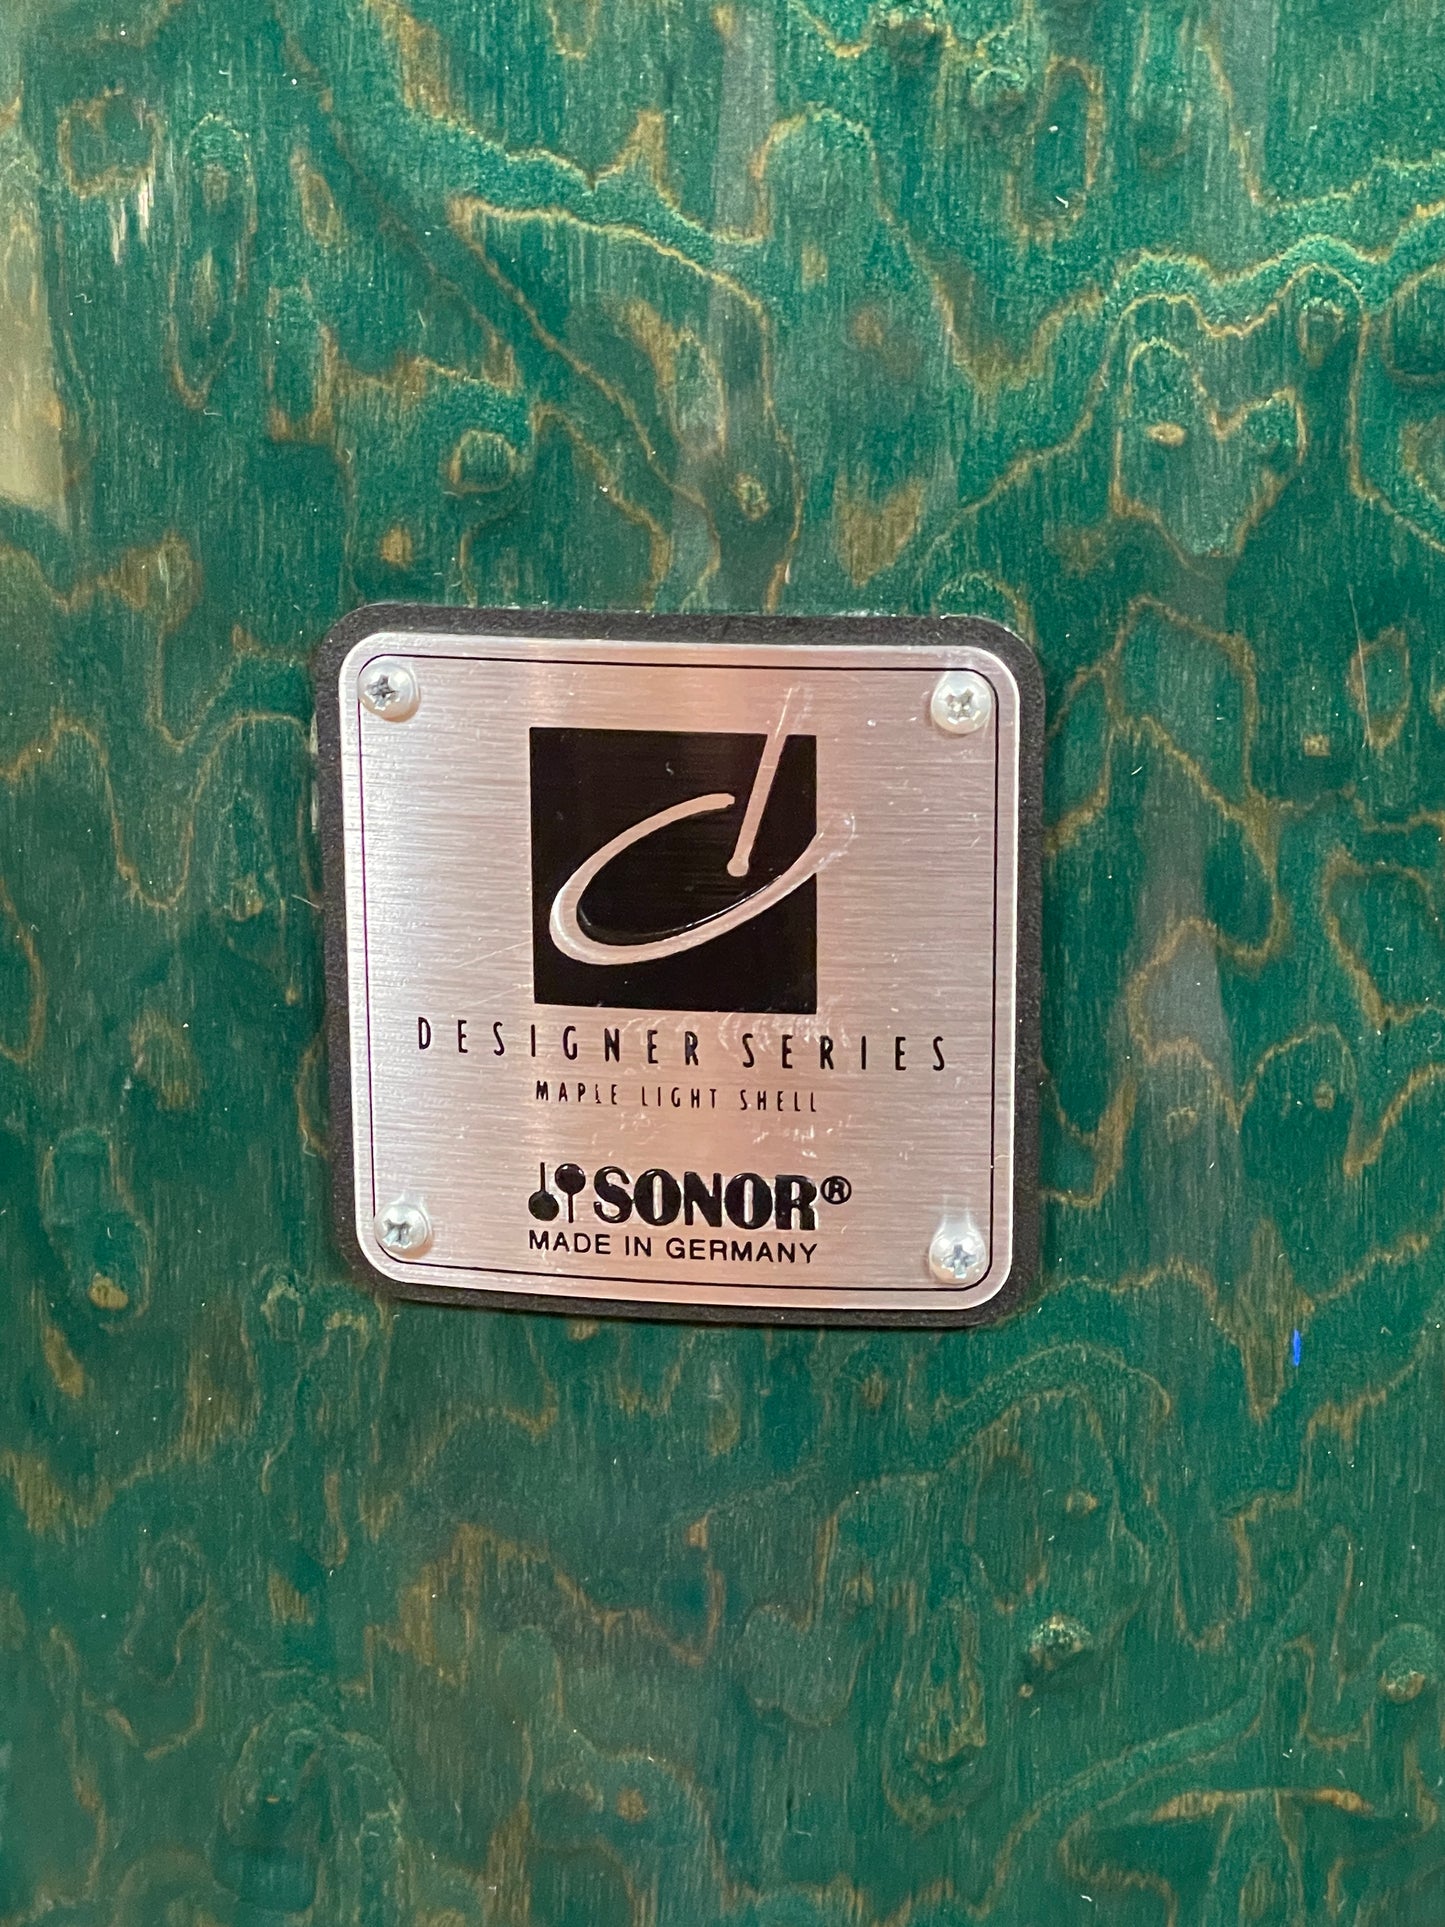 DESIGNER SERIES
MAPLE LIGHT SHELL
SONOR®
MADE IN GERMANY